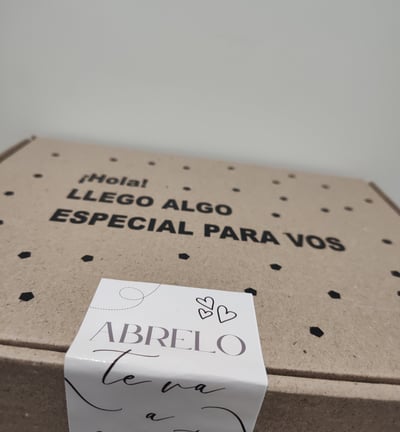 ¡Hola!
LLEGO ALGO
ESPECIAL PARA VOS
ABRELO
te va
a